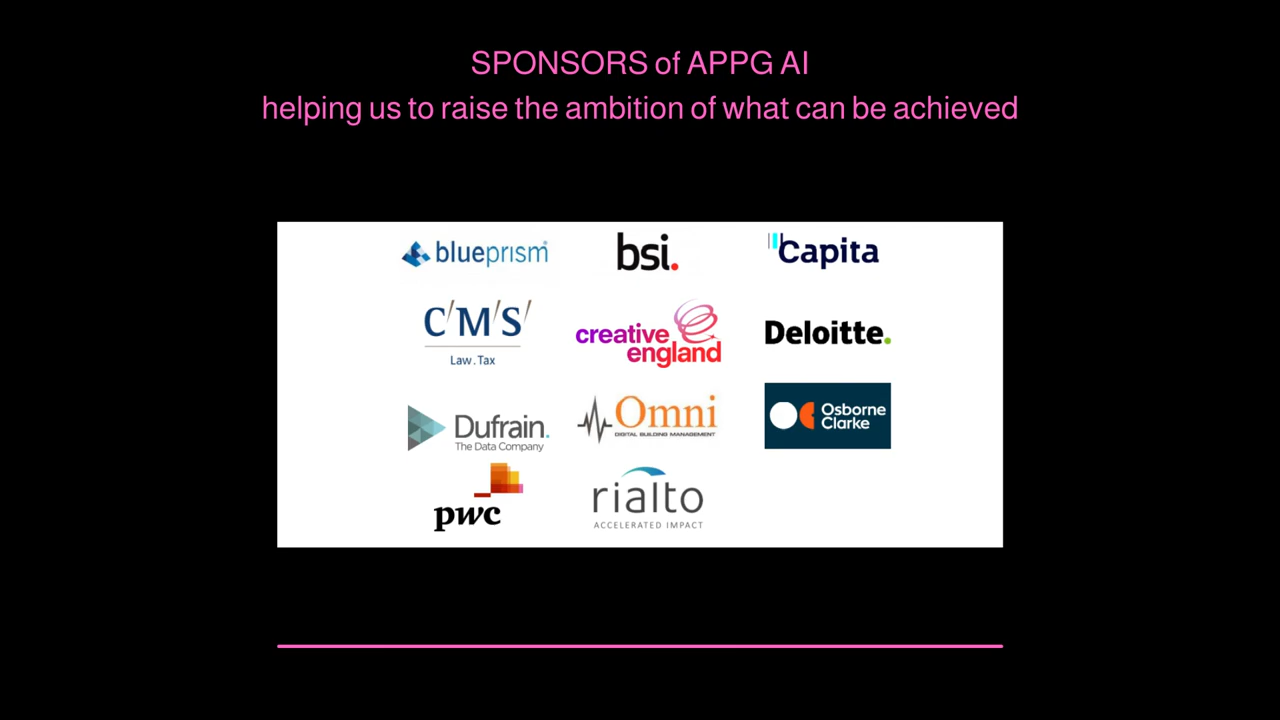 SPONSORS of APPG AI
helping us to raise the ambition of what can be achieved
blueprism®
bsi.
Capita
C'M'S'
Law.Tax
creative
england
Deloitte.
Dufrain.
The Data Company
Omni
DIGITAL BUILDING MANAGEMENT
Osborne
Clarke
pwc
rialto
ACCELERATED IMPACT